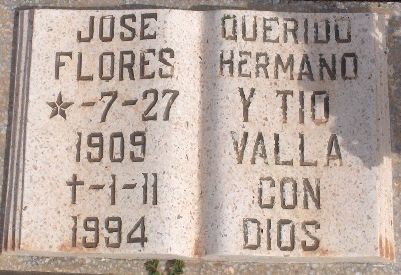 JOSE
FLORES
☆-7-27
1909
†-1-11
1994
QUERIDO
HERMANO
Y TIO
VALLA
CON
DIOS